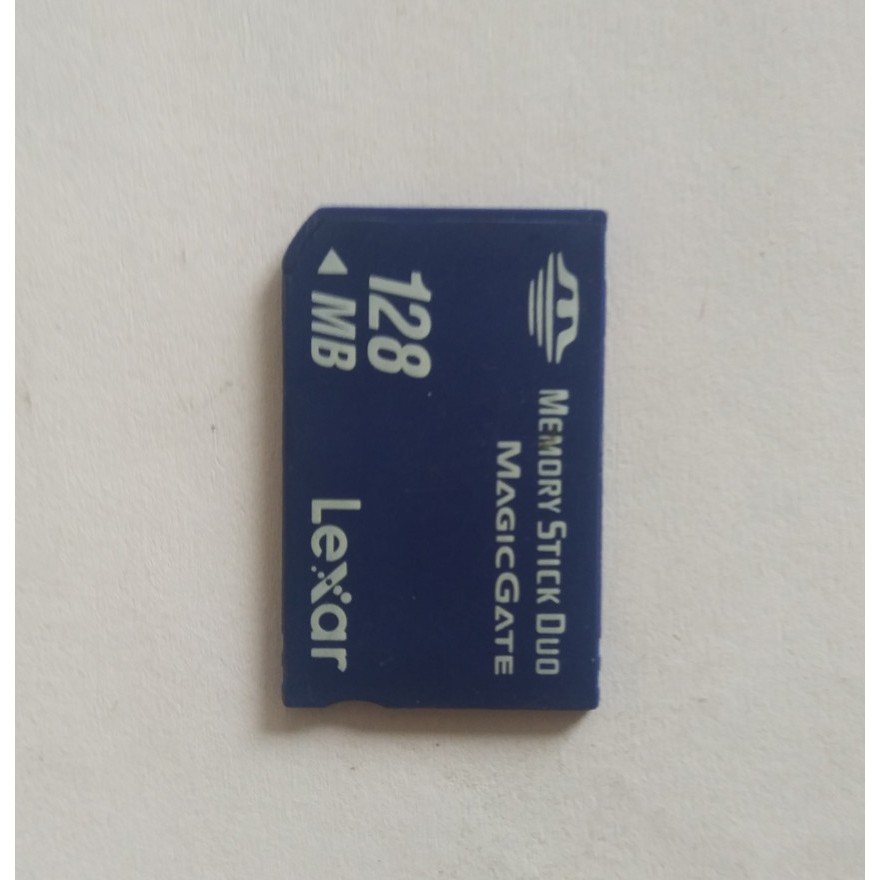 MEMORY STICK DUO
MAGICGATE
128
MB
Lexar